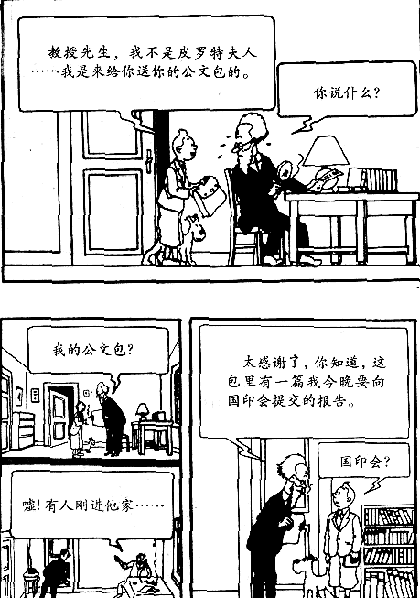 教授先生，我不是皮罗特夫人
……我是来给你送你的公文包的。
你说什么？
我的公文包？
太感谢了，你知道，这
包里有一篇我今晚要向
国印会提交的报告。
国印会？
嘘！有人刚进他家……